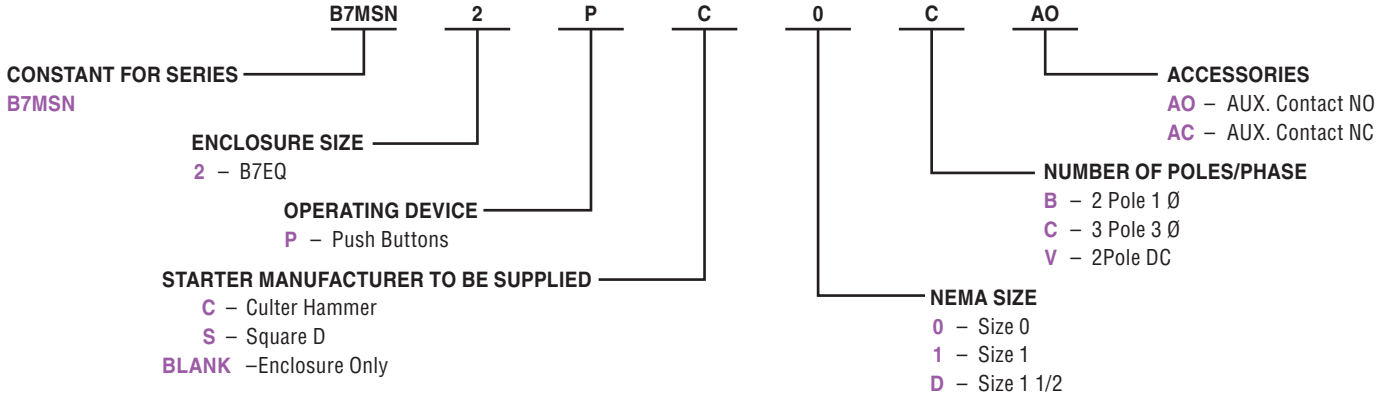 B7MSN 2 P C 0 C AO
CONSTANT FOR SERIES
B7MSN
ENCLOSURE SIZE
2 – B7EQ
OPERATING DEVICE
P – Push Buttons
STARTER MANUFACTURER TO BE SUPPLIED
C – Culter Hammer
S – Square D
BLANK –Enclosure Only
ACCESSORIES
AO – AUX. Contact NO
AC – AUX. Contact NC
NUMBER OF POLES/PHASE
B – 2 Pole 1 Ø
C – 3 Pole 3 Ø
V – 2Pole DC
NEMA SIZE
0 – Size 0
1 – Size 1
D – Size 1 1/2